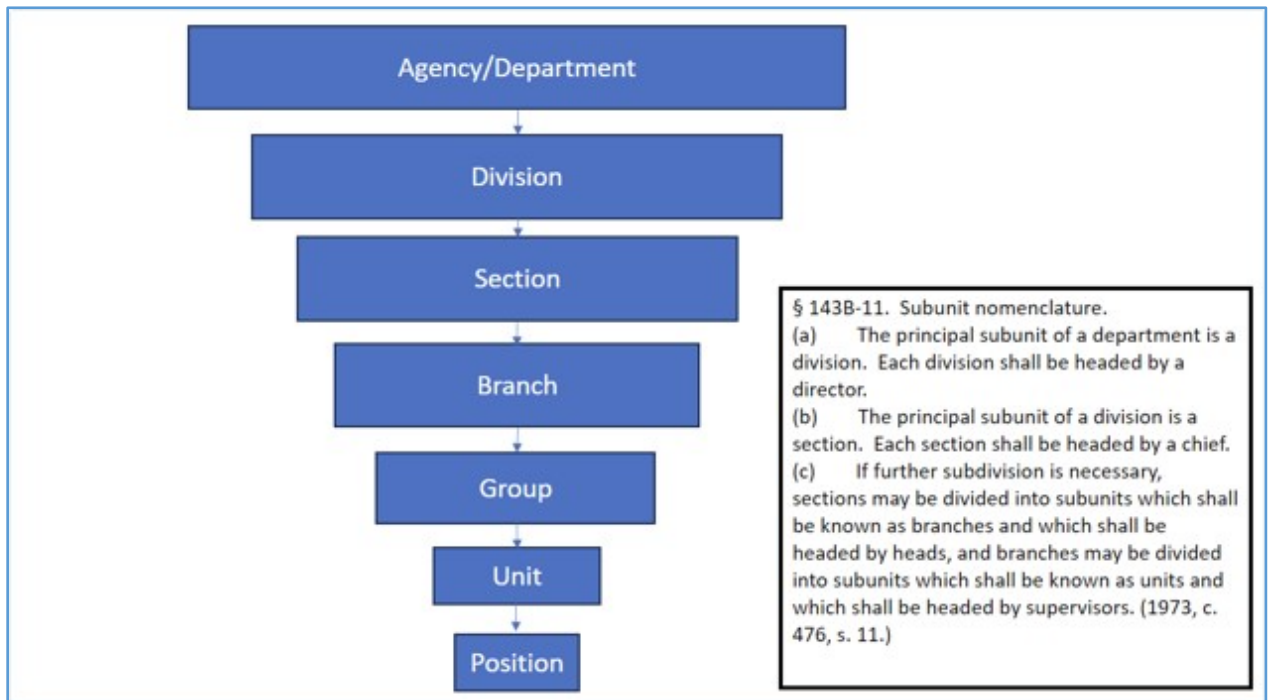 Agency/Department
Division
Section
Branch
Group
Unit
Position
§ 143B-11.  Subunit nomenclature.
(a)       The principal subunit of a department is a
division.  Each division shall be headed by a
director.
(b)       The principal subunit of a division is a
section.  Each section shall be headed by a chief.
(c)       If further subdivision is necessary,
sections may be divided into subunits which shall
be known as branches and which shall be
headed by heads, and branches may be divided
into subunits which shall be known as units and
which shall be headed by supervisors. (1973, c.
476, s. 11.)